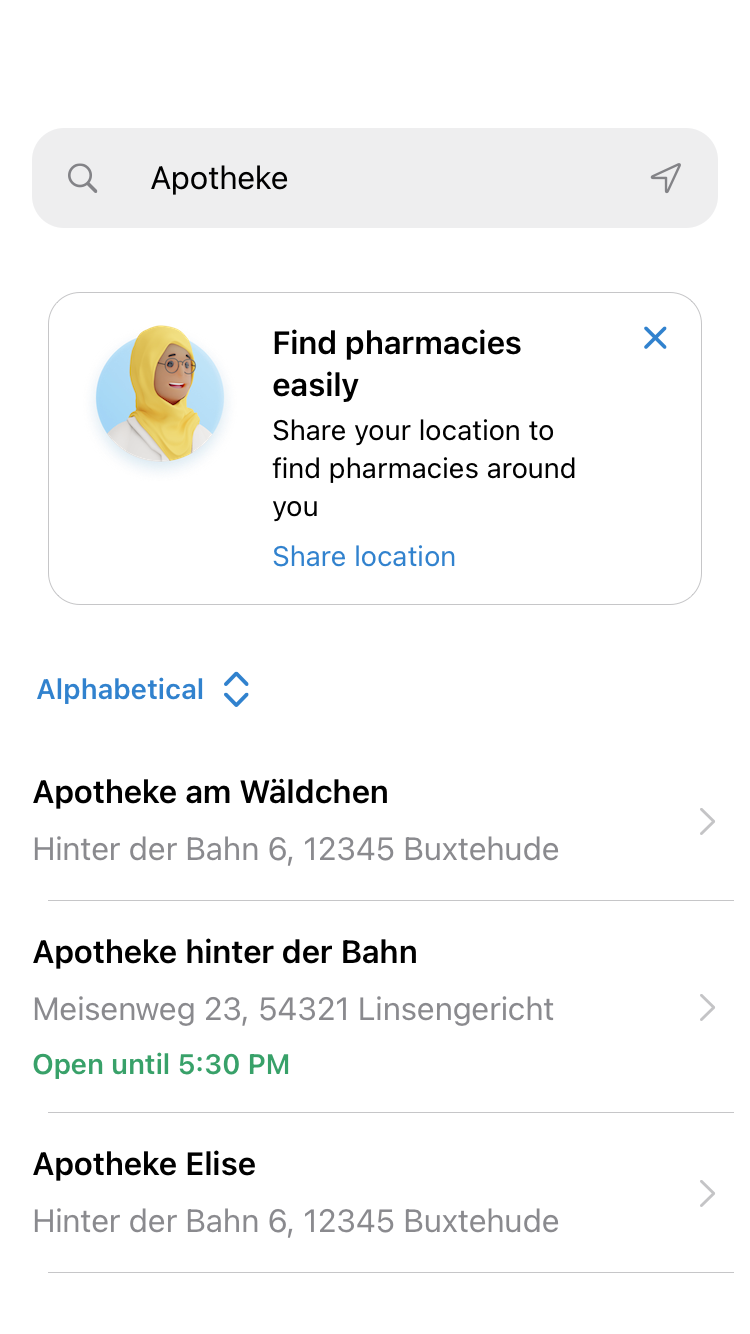 Apotheke
Find pharmacies
easily
Share your location to
find pharmacies around
you
Share location
Alphabetical
Apotheke am Wäldchen
Hinter der Bahn 6, 12345 Buxtehude
Apotheke hinter der Bahn
Meisenweg 23, 54321 Linsengericht
Open until 5:30 PM
Apotheke Elise
Hinter der Bahn 6, 12345 Buxtehude